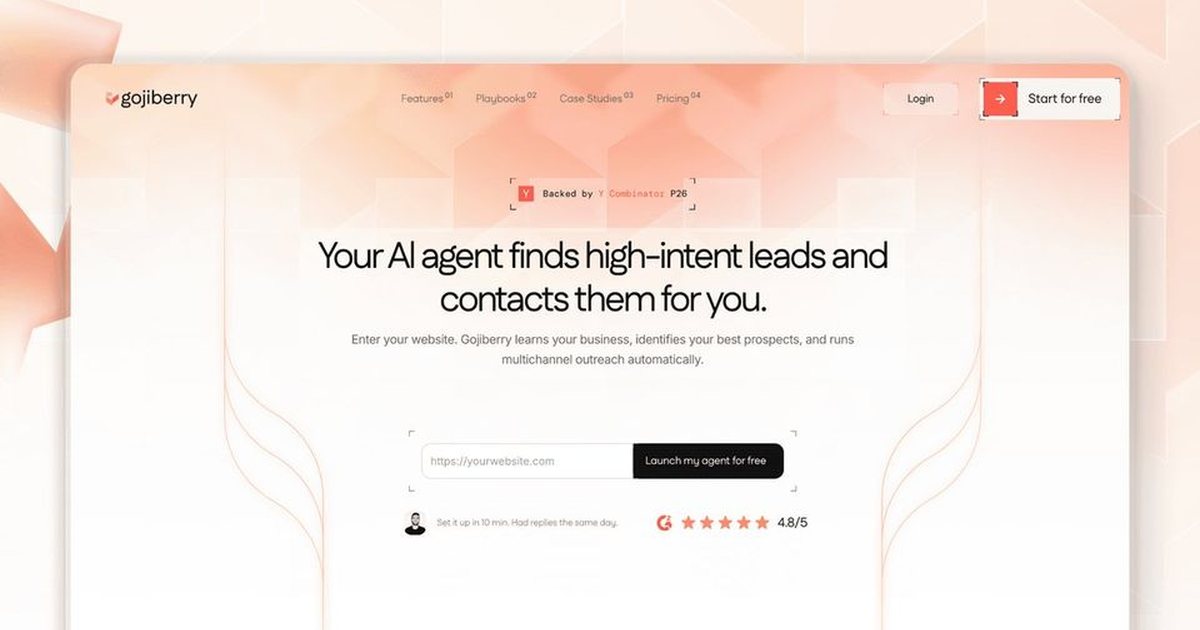 gojiberry
Features 01
Playbooks 02
Case Studies 03
Pricing 04
Login
→ Start for free
Y Backed by Y Combinator P26
Your AI agent finds high-intent leads and
contacts them for you.
Enter your website. Gojiberry learns your business, identifies your best prospects, and runs
multichannel outreach automatically.
https://yourwebsite.com
Launch my agent for free
Set it up in 10 min. Had replies the same day.
4.8/5